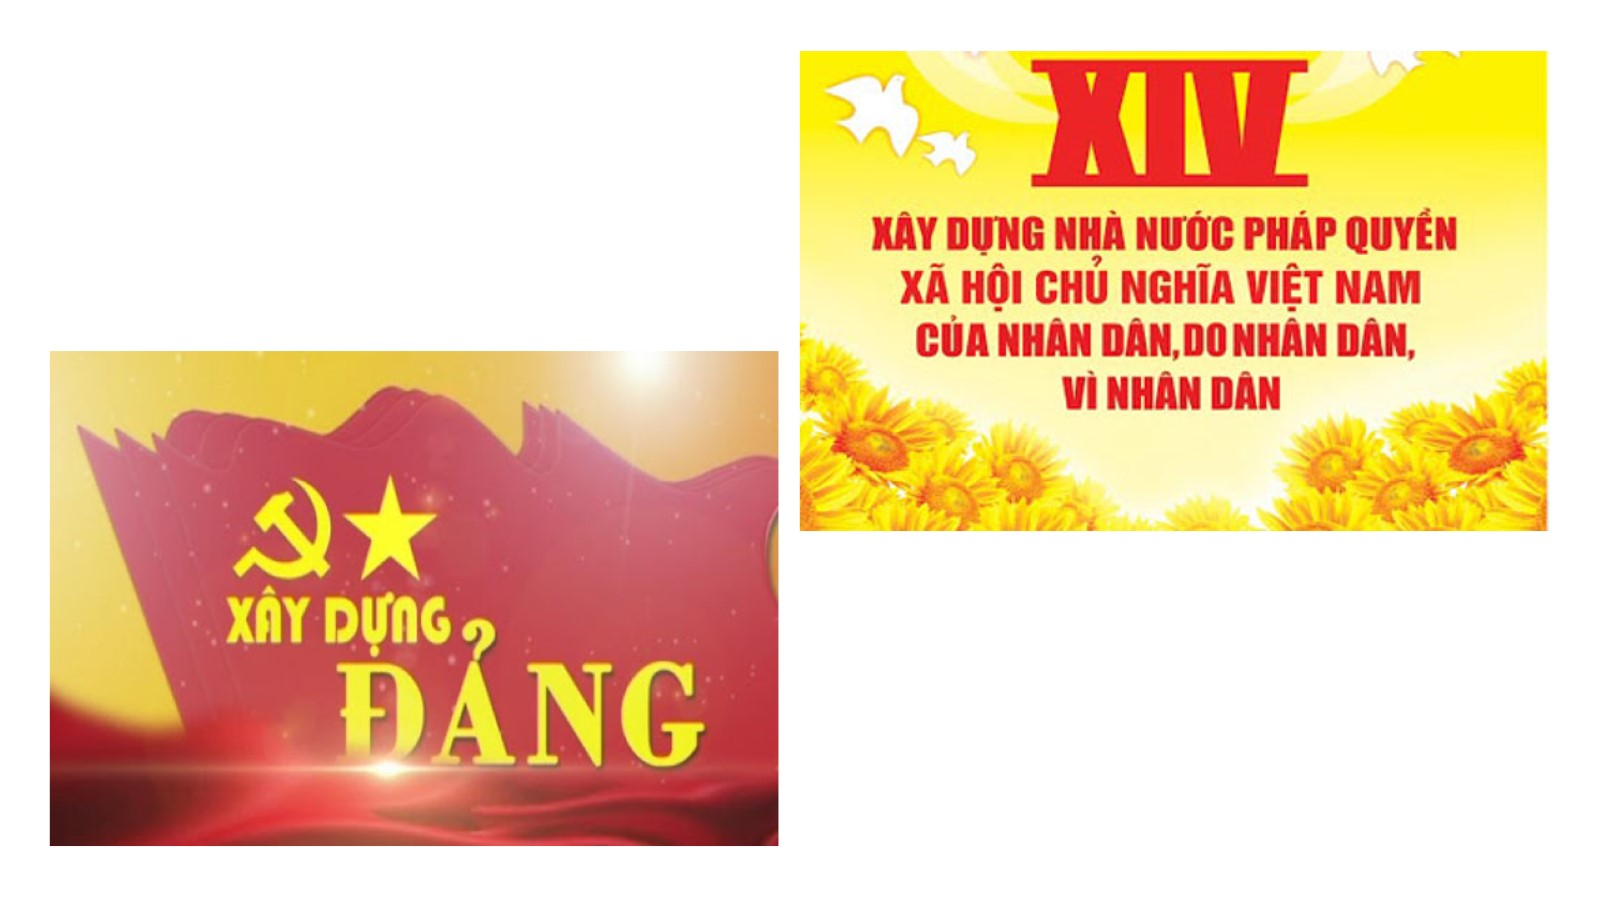 XIV
XÂY DỰNG NHÀ NƯỚC PHÁP QUYỀN
XÃ HỘI CHỦ NGHĨA VIỆT NAM
CỦA NHÂN DÂN, DO NHÂN DÂN,
VÌ NHÂN DÂN
XÂY DỰNG
ĐẢNG